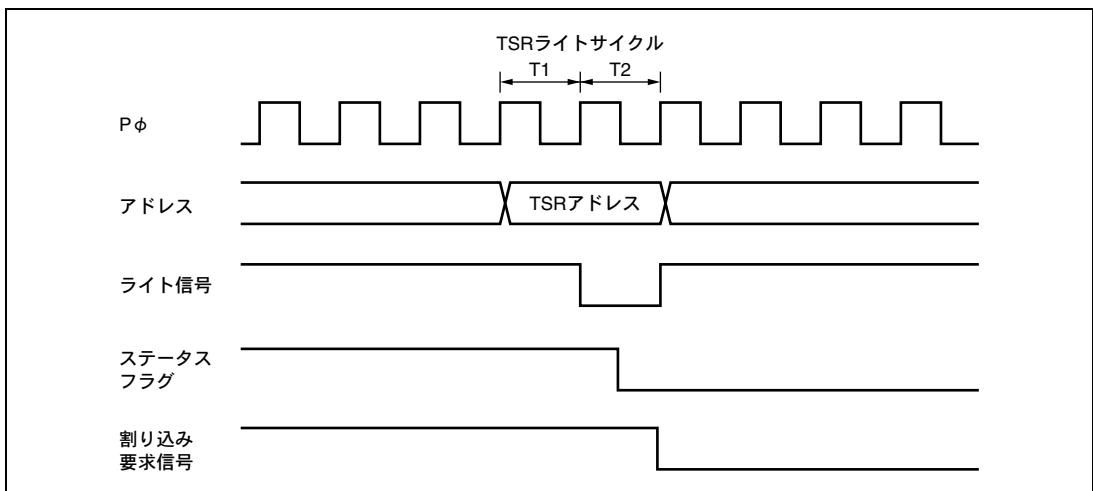 TSRライトサイクル
T1
T2
Pφ
アドレス
TSRアドレス
ライト信号
ステータス
フラグ
割り込み
要求信号